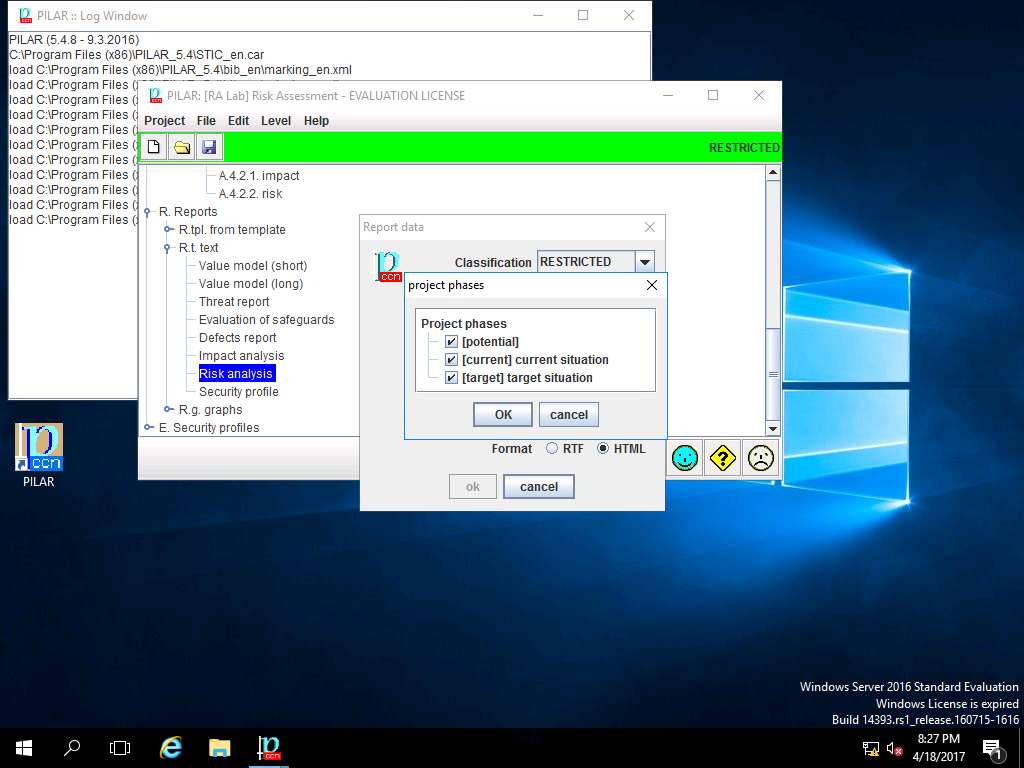 PILAR :: Log Window
PILAR (5.4.8 - 9.3.2016)
C:\Program Files (x86)\PILAR_5.4\STIC_en.car
load C:\Program Files (x86)\PILAR_5.4\bib_en\marking_en.xml
load C:\Program Files (
load C:\Program Files (
load C:\Program Files (
load C:\Program Files (
load C:\Program Files (
load C:\Program Files (
load C:\Program Files (
load C:\Program Files (
load C:\Program Files (
load C:\Program Files (
PILAR: [RA Lab] Risk Assessment - EVALUATION LICENSE
Project File Edit Level Help
RESTRICTED
A.4.2.1. impact
A.4.2.2. risk
R. Reports
R.tpl. from template
R.t. text
Value model (short)
Value model (long)
Threat report
Evaluation of safeguards
Defects report
Impact analysis
Risk analysis
Security profile
R.g. graphs
E. Security profiles
Report data
ccn
Classification RESTRICTED
project phases
Project phases
[potential]
[current] current situation
[target] target situation
OK cancel
Format RTF HTML
ok cancel
ccn
PILAR
Windows Server 2016 Standard Evaluation
Windows License is expired
Build 14393.rs1_release.160715-1616
ccn
8:27 PM
4/18/2017
1